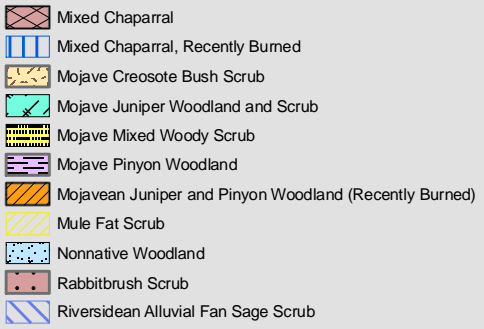 Mixed Chaparral
Mixed Chaparral, Recently Burned
Mojave Creosote Bush Scrub
Mojave Juniper Woodland and Scrub
Mojave Mixed Woody Scrub
Mojave Pinyon Woodland
Mojavean Juniper and Pinyon Woodland (Recently Burned)
Mule Fat Scrub
Nonnative Woodland
Rabbitbrush Scrub
Riversidean Alluvial Fan Sage Scrub